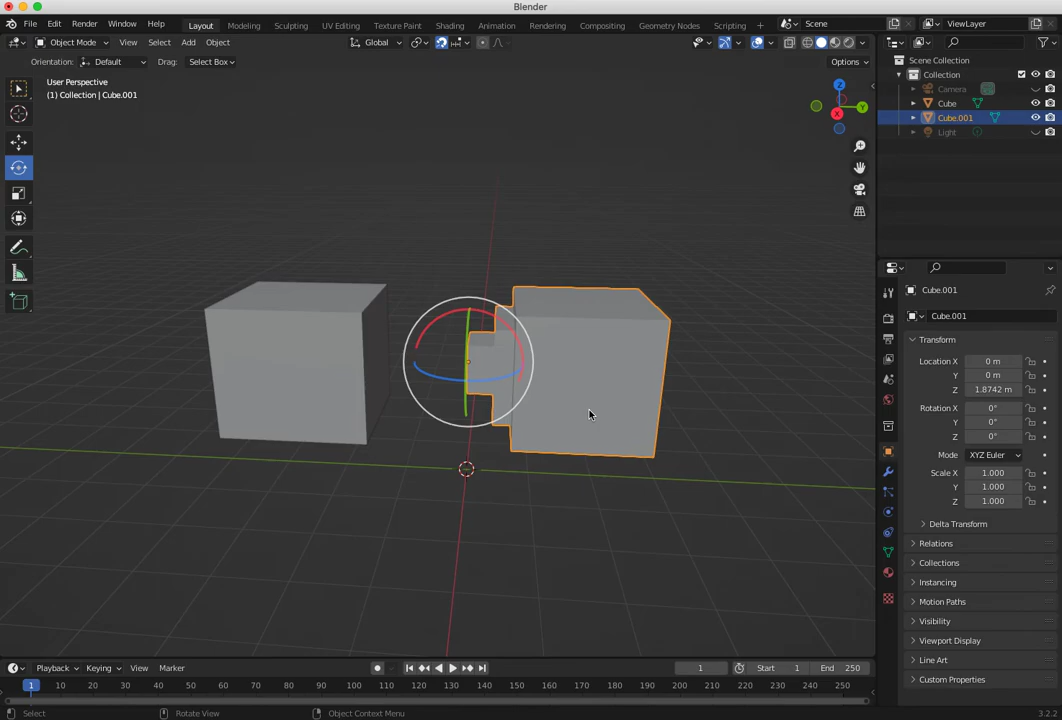 Blender
File Edit Render Window Help Layout Modeling Sculpting UV Editing Texture Paint Shading Animation Rendering Compositing Geometry Nodes Scripting + Scene ViewLayer
Object Mode View Select Add Object Global
Orientation: Default Drag: Select Box Options
User Perspective
(1) Collection | Cube.001
Z
Y
X
Scene Collection
Collection
Camera
Cube
Cube.001
Light
Cube.001
Cube.001
Transform
Location X 0 m
Y 0 m
Z 1.8742 m
Rotation X 0°
Y 0°
Z 0°
Mode XYZ Euler
Scale X 1.000
Y 1.000
Z 1.000
Delta Transform
Relations
Collections
Instancing
Motion Paths
Visibility
Viewport Display
Line Art
Custom Properties
Playback Keying View Marker 1 Start 1 End 250
1 10 20 30 40 50 60 70 80 90 100 110 120 130 140 150 160 170 180 190 200 210 220 230 240 250
Select Rotate View Object Context Menu 3.2.2